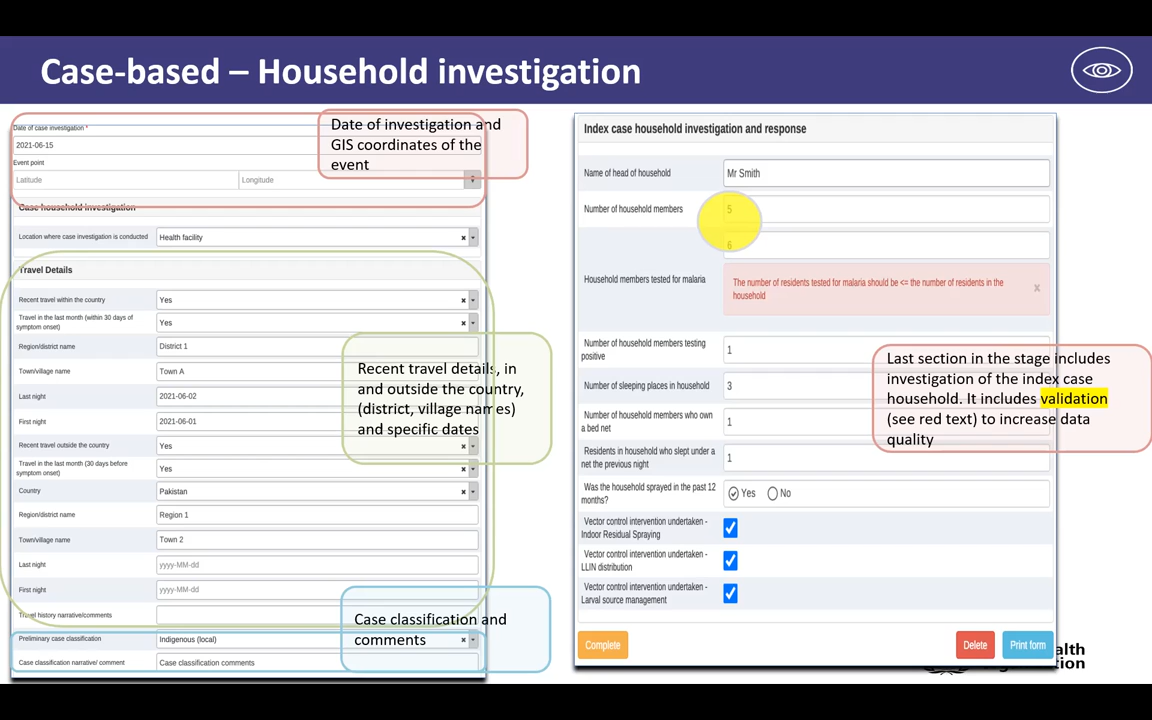 Case-based – Household investigation
Date of case investigation *
2021-06-15
Event point
Latitude
Longitude
Date of investigation and
GIS coordinates of the
event
Case household investigation
Location where case investigation is conducted
Health facility
Travel Details
Recent travel within the country
Yes
Travel in the last month (within 30 days of
symptom onset)
Yes
Region/district name
District 1
Town/village name
Town A
Last night
2021-06-02
First night
2021-06-01
Recent travel outside the country
Yes
Travel in the last month (30 days before
symptom onset)
Yes
Country
Pakistan
Region/district name
Region 1
Town/village name
Town 2
Last night
yyyy-MM-dd
First night
yyyy-MM-dd
Travel history narrative/comments
Recent travel details, in
and outside the country,
(district, village names)
and specific dates
Preliminary case classification
Indigenous (local)
Case classification narrative/ comment
Case classification comments
Case classification and
comments
Index case household investigation and response
Name of head of household
Mr Smith
Number of household members
5
6
Household members tested for malaria
The number of residents tested for malaria should be <= the number of residents in the
household
Number of household members testing
positive
1
Number of sleeping places in household
3
Number of household members who own
a bed net
1
Residents in household who slept under a
net the previous night
1
Was the household sprayed in the past 12
months?
Yes
No
Vector control intervention undertaken -
Indoor Residual Spraying
Vector control intervention undertaken -
LLIN distribution
Vector control intervention undertaken -
Larval source management
Last section in the stage includes
investigation of the index case
household. It includes validation
(see red text) to increase data
quality
Complete
Delete
Print form